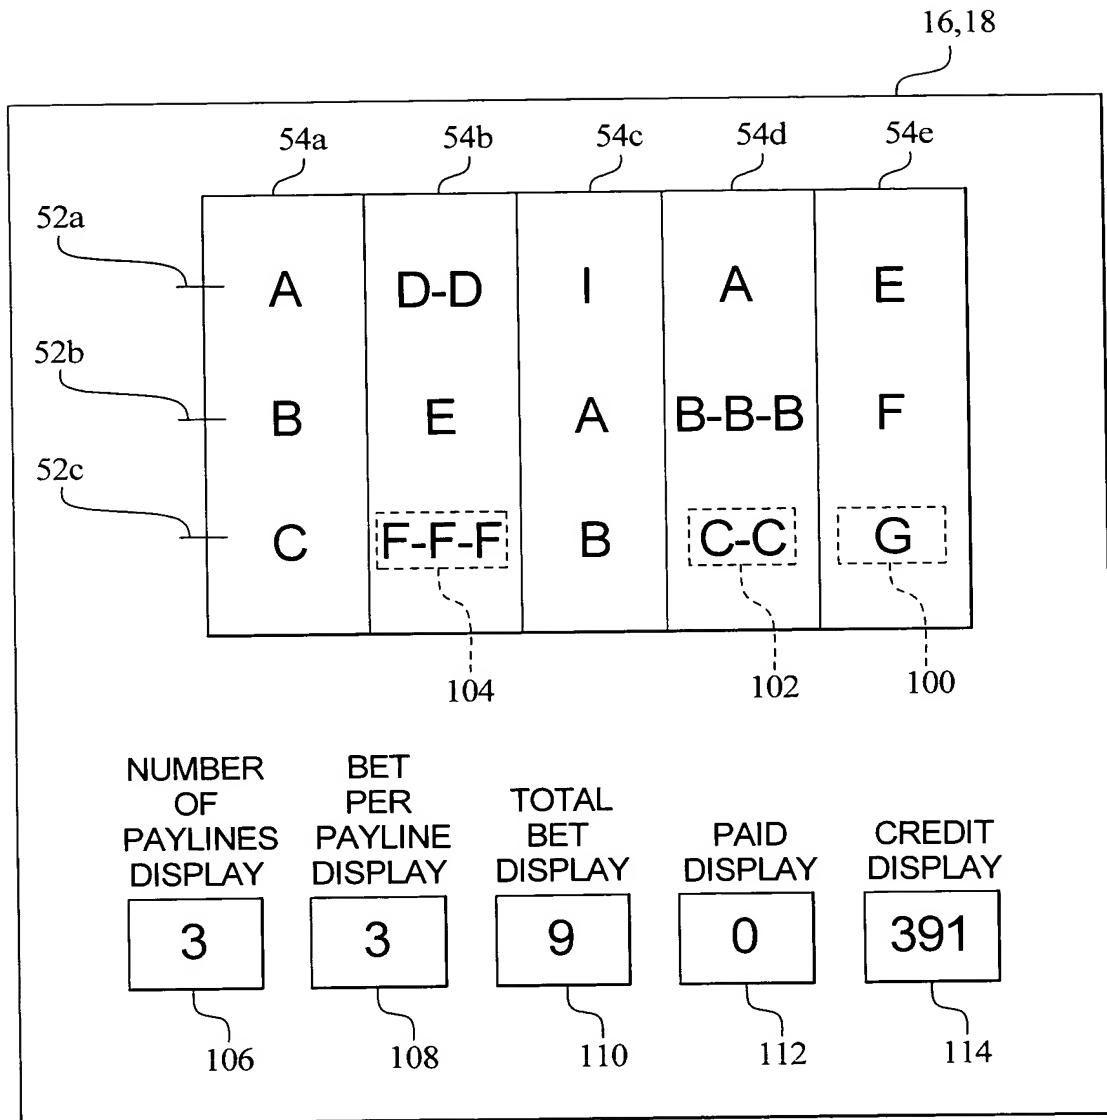 16,18
54a 54b 54c 54d 54e
52a
A D-D I A E
52b
B E A B-B-B F
52c
C F-F-F B C-C G
104 102 100
NUMBER OF PAYLINES DISPLAY
3
106
BET PER PAYLINE DISPLAY
3
108
TOTAL BET DISPLAY
9
110
PAID DISPLAY
0
112
CREDIT DISPLAY
391
114